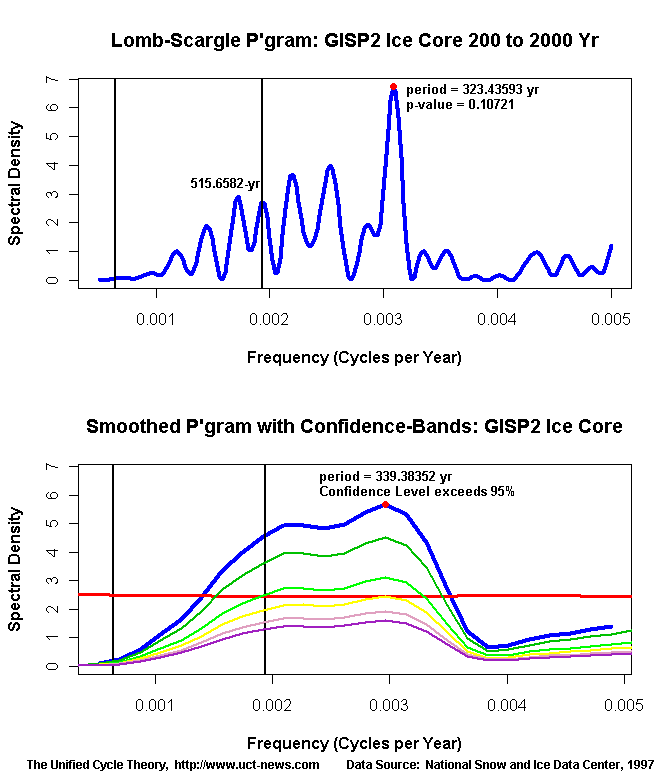 Lomb-Scargle P'gram: GISP2 Ice Core 200 to 2000 Yr
Spectral Density
7
6
5
4
3
2
1
0
period = 323.43593 yr
p-value = 0.10721
515.6582-yr
0.001
0.002
0.003
0.004
0.005
Frequency (Cycles per Year)
Smoothed P'gram with Confidence-Bands: GISP2 Ice Core
Spectral Density
7
6
5
4
3
2
1
0
period = 339.38352 yr
Confidence Level exceeds 95%
0.001
0.002
0.003
0.004
0.005
Frequency (Cycles per Year)
The Unified Cycle Theory, http://www.uct-news.com
Data Source: National Snow and Ice Data Center, 1997